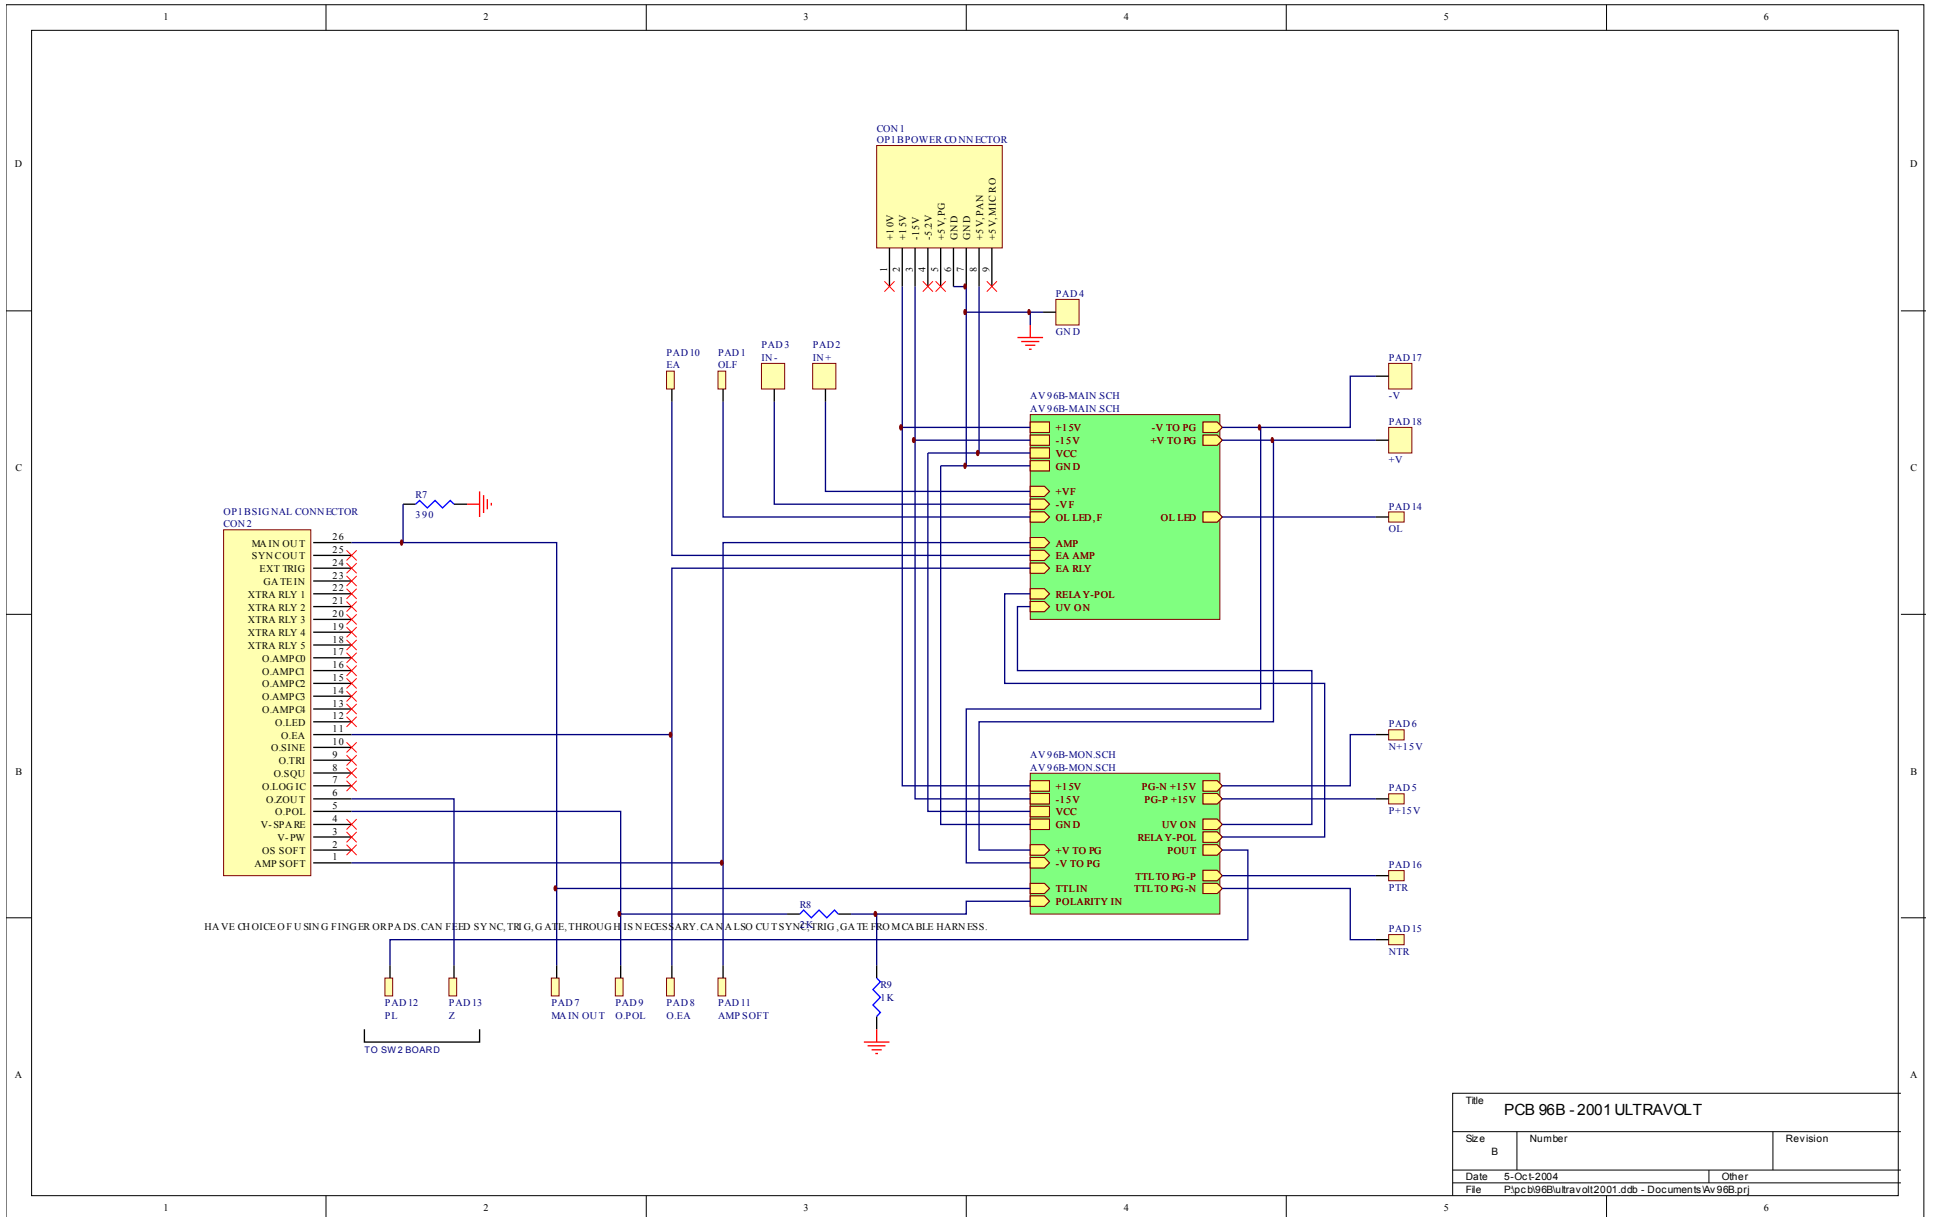 1 2 3 4 5 6
D D
CON1
OP1B POWER CONNECTOR
+10V
+15V
-15V
-5.2V
+5V,PG
GND
GND
+5V,PAN
+5V,MICRO
1 2 3 4 5 6 7 8 9
PAD4
GND
PAD10
EA
PAD1
OLF
PAD3
IN-
PAD2
IN+
AV96B-MAIN.SCH
AV96B-MAIN.SCH
+15V
-15V
VCC
GND
+VF
-VF
OL LED,F
AMP
EA AMP
EA RLY
RELAY-POL
UV ON
-V TO PG
+V TO PG
OL LED
PAD17
-V
PAD18
+V
PAD14
OL
C C
R7
390
OP1B SIGNAL CONNECTOR
CON2
MAIN OUT 26
SYNCOUT 25
EXT TRIG 24
GATEIN 23
XTRA RLY 1 22
XTRA RLY 2 21
XTRA RLY 3 20
XTRA RLY 4 19
XTRA RLY 5 18
O.AMPC0 17
O.AMPC1 16
O.AMPC2 15
O.AMPC3 14
O.AMPC4 13
O.LED 12
O.EA 11
O.SINE 10
O.TRI 9
O.SQU 8
O.LOGIC 7
O.ZOUT 6
O.POL 5
V-SPARE 4
V-PW 3
OS SOFT 2
AMP SOFT 1
B B
AV96B-MON.SCH
AV96B-MON.SCH
+15V
-15V
VCC
GND
+V TO PG
-V TO PG
TTL IN
POLARITY IN
PG-N +15V
PG-P +15V
UV ON
RELAY-POL
POUT
TTL TO PG-P
TTL TO PG-N
PAD6
N+15V
PAD5
P+15V
PAD16
PTR
PAD15
NTR
R8
2K
HAVE CHOICE OF USING FINGER OR PADS. CAN FEED SYNC, TRIG, GATE, THROUGH IS NECESSARY. CAN ALSO CUT SYNC, TRIG, GATE FROM CABLE HARNESS.
R9
1K
PAD12
PL
PAD13
Z
PAD7
MAIN OUT
PAD9
O.POL
PAD8
O.EA
PAD11
AMP SOFT
TO SW2 BOARD
A A
Title PCB 96B - 2001 ULTRAVOLT
Size B Number Revision
Date 5-Oct-2004 Other
File P:\pcb\96B\ultravolt2001.ddb - Documents\Av96B.prj
1 2 3 4 5 6